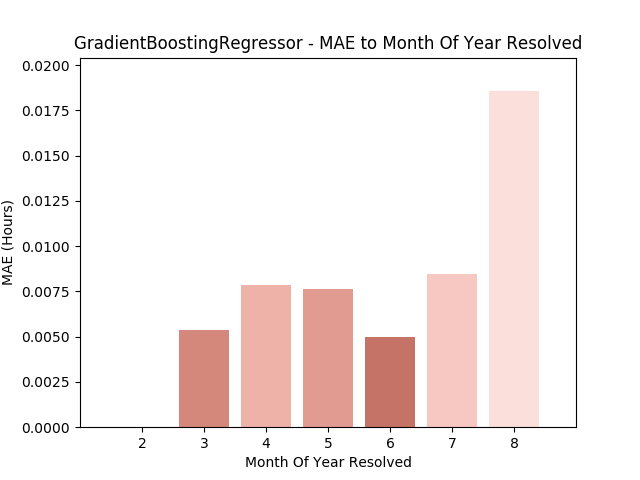 GradientBoostingRegressor - MAE to Month Of Year Resolved
0.0200
0.0175
0.0150
0.0125
0.0100
0.0075
0.0050
0.0025
0.0000
MAE (Hours)
2 3 4 5 6 7 8
Month Of Year Resolved